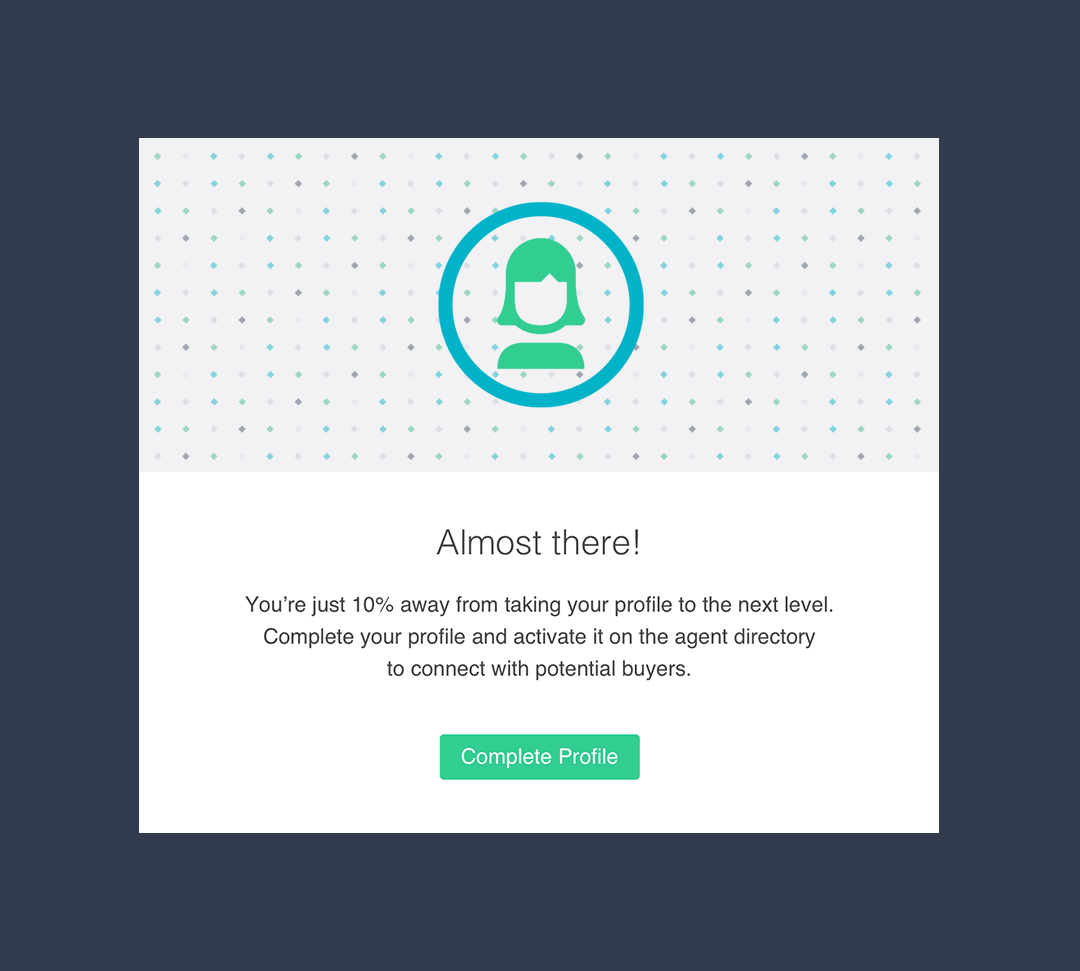 Almost there!
You’re just 10% away from taking your profile to the next level.
Complete your profile and activate it on the agent directory
to connect with potential buyers.
Complete Profile